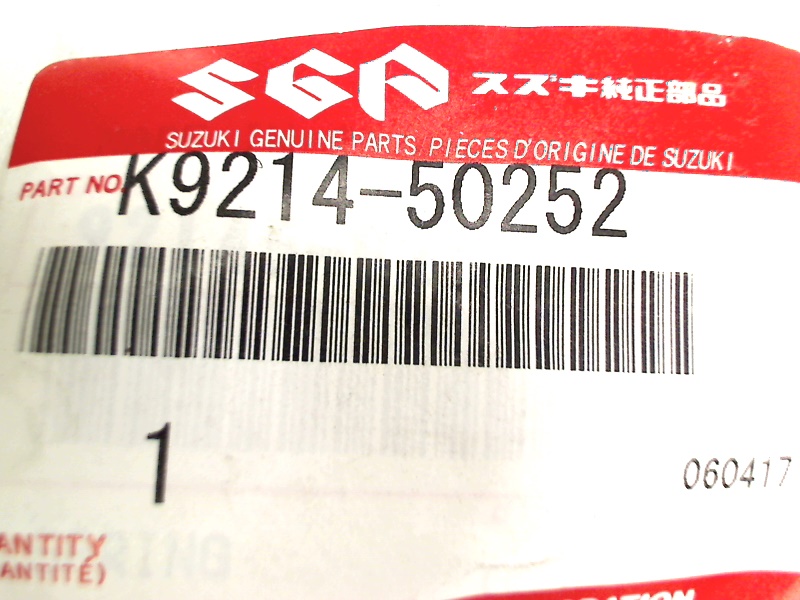 SGP スズキ純正部品
SUZUKI GENUINE PARTS PIECES D'ORIGINE DE SUZUKI
PART NO. K9214-50252
1
060417
ANTITY
ANTITÉ)